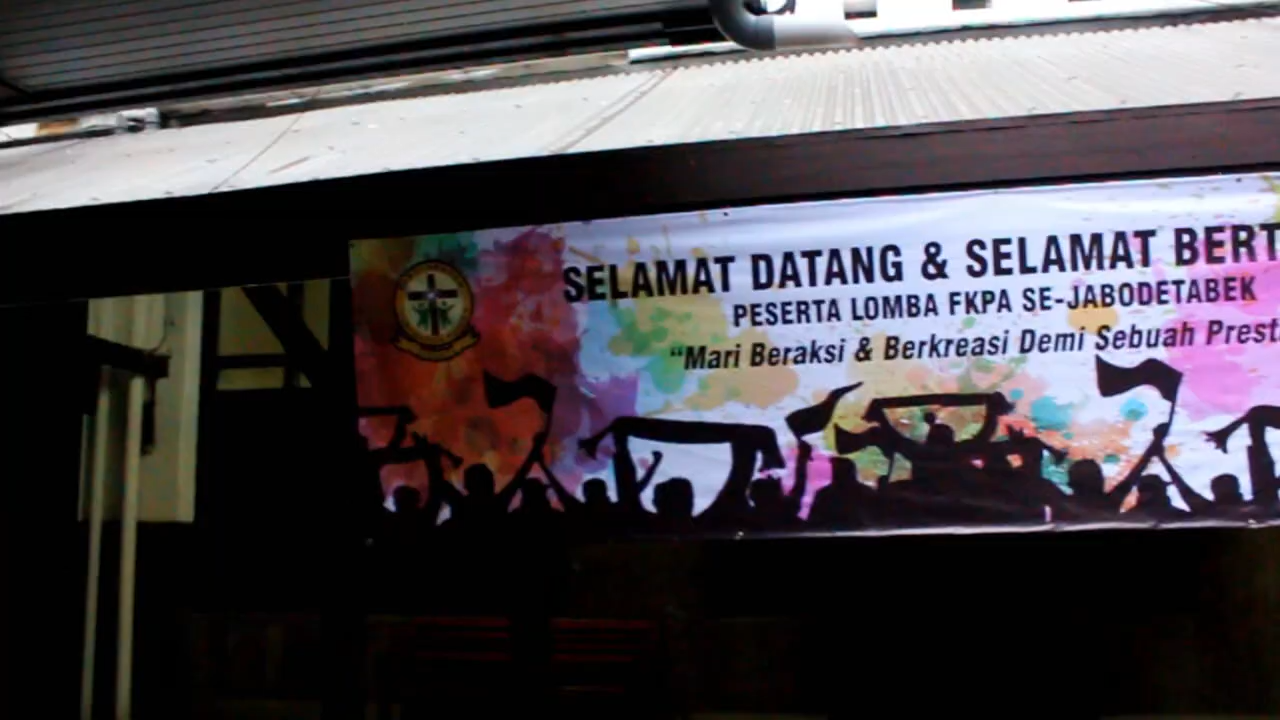 SELAMAT DATANG & SELAMAT BERT
PESERTA LOMBA FKPA SE-JABODETABEK
"Mari Beraksi & Berkreasi Demi Sebuah Prest